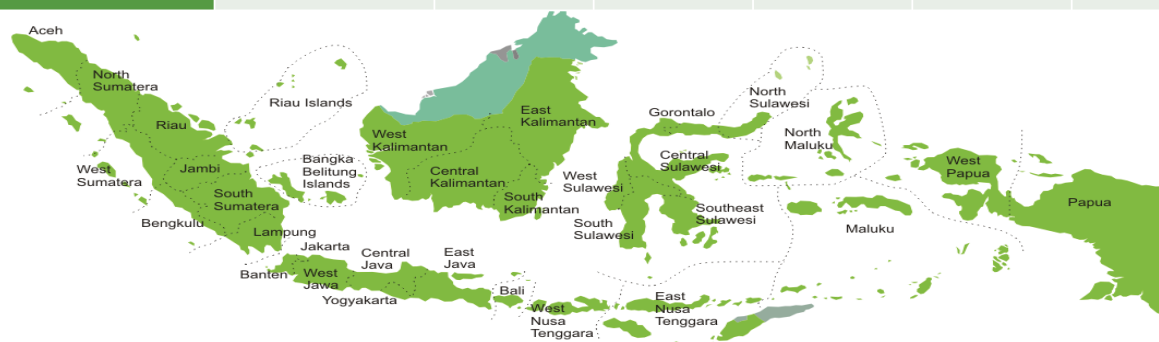 Aceh
North
Sumatera
Riau
Riau Islands
West
Sumatera
Jambi
Bangka
Belitung
Islands
South
Sumatera
Bengkulu
Lampung
Jakarta
Banten
West
Jawa
Central
Java
Yogyakarta
East
Java
Bali
West
Nusa
Tenggara
East
Nusa
Tenggara
West
Kalimantan
Central
Kalimantan
East
Kalimantan
South
Kalimantan
Gorontalo
North
Sulawesi
Central
Sulawesi
West
Sulawesi
South
Sulawesi
Southeast
Sulawesi
North
Maluku
Maluku
West
Papua
Papua